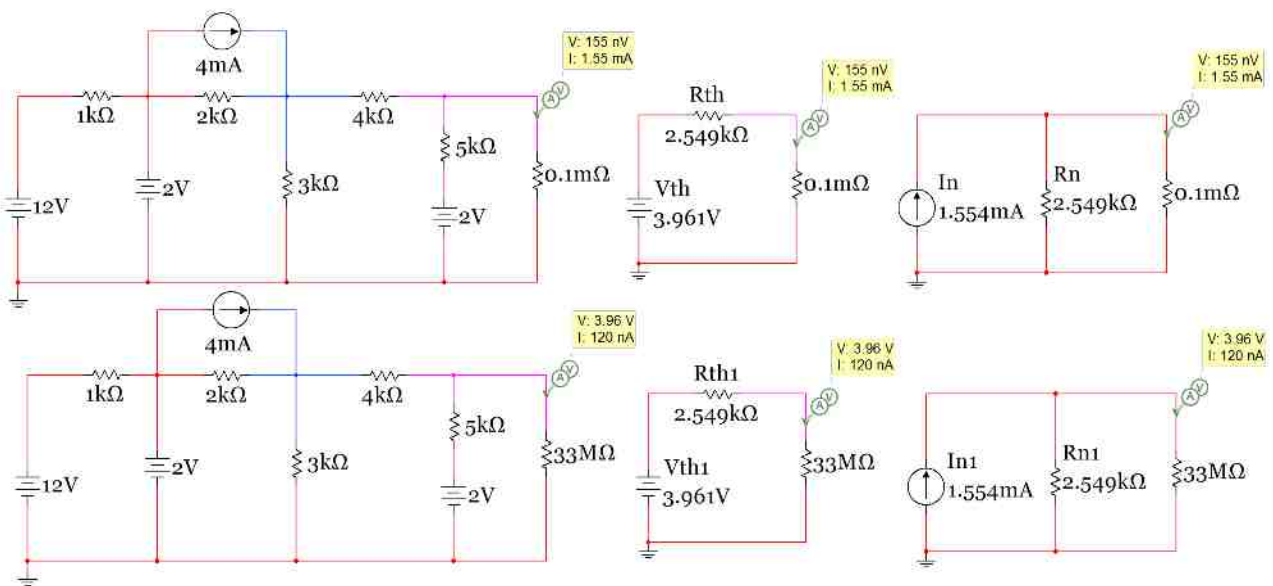 V: 155 nV
I: 1.55 mA
4mA
1kΩ
2kΩ
4kΩ
5kΩ
3kΩ
0.1mΩ
12V
2V
2V
V: 155 nV
I: 1.55 mA
Rth
2.549kΩ
Vth
3.961V
0.1mΩ
V: 155 nV
I: 1.55 mA
In
1.554mA
Rn
2.549kΩ
0.1mΩ
V: 3.96 V
I: 120 nA
4mA
1kΩ
2kΩ
4kΩ
5kΩ
2V
3kΩ
33MΩ
12V
2V
V: 3.96 V
I: 120 nA
Rth1
2.549kΩ
Vth1
3.961V
33MΩ
V: 3.96 V
I: 120 nA
In1
1.554mA
Rn1
2.549kΩ
33MΩ